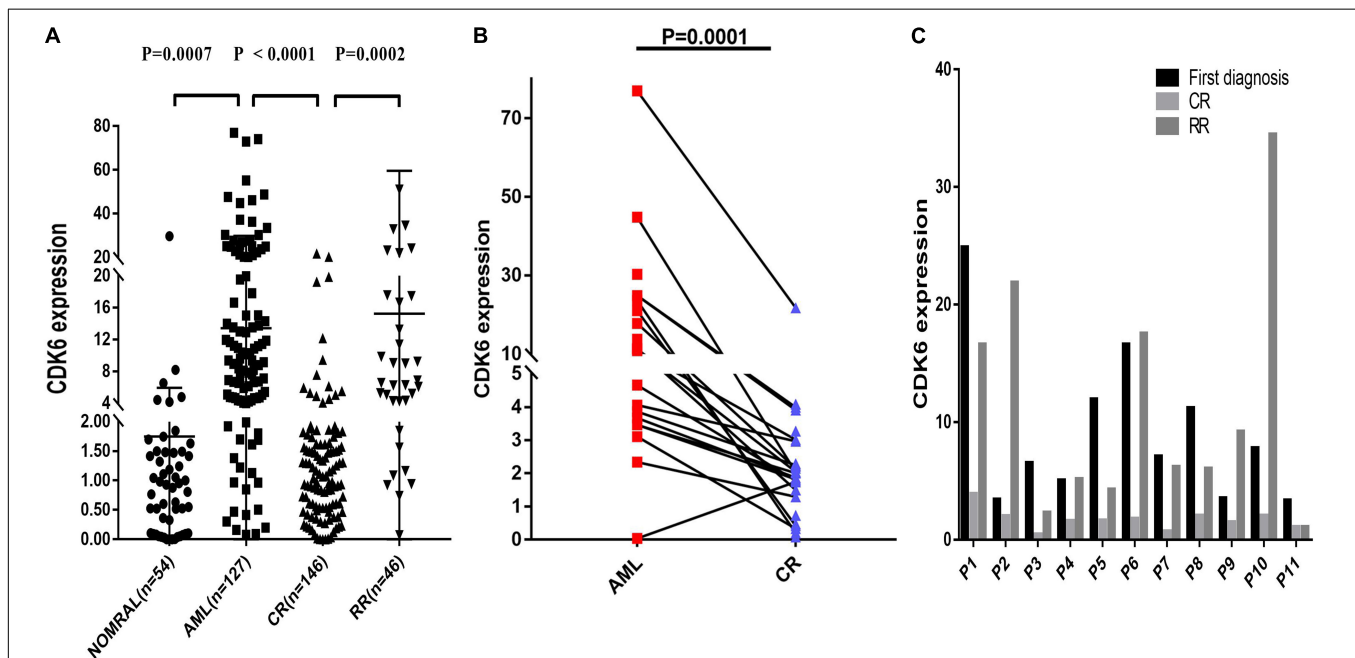 A
P=0.0007 P < 0.0001 P=0.0002
80
60
40
20
20
16
12
8
4
2.00
1.50
1.00
0.50
0.00
CDK6 expression
NOMRAL(n=54)
AML(n=127)
CR(n=146)
RR(n=46)
B
P=0.0001
70
50
30
10
5
4
3
2
1
0
CDK6 expression
AML
CR
C
First diagnosis
CR
RR
40
30
20
10
0
CDK6 expression
P1
P2
P3
P4
P5
P6
P7
P8
P9
P10
P11